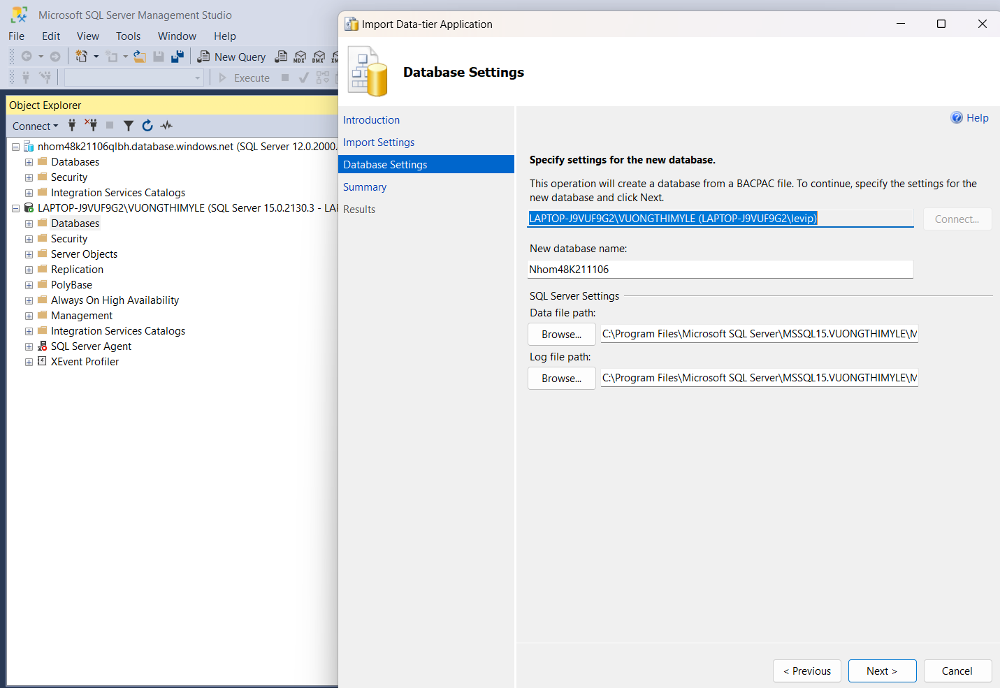 Microsoft SQL Server Management Studio
File Edit View Tools Window Help
New Query MDX DMX
Execute
Object Explorer
Connect
nhom48k21106qlbh.database.windows.net (SQL Server 12.0.2000.
Databases
Security
Integration Services Catalogs
LAPTOP-J9VUF9G2\VUONGTHIMYLE (SQL Server 15.0.2130.3 - LAP
Databases
Security
Server Objects
Replication
PolyBase
Always On High Availability
Management
Integration Services Catalogs
SQL Server Agent
XEvent Profiler
Import Data-tier Application
Database Settings
Introduction
Import Settings
Database Settings
Summary
Results
Help
Specify settings for the new database.
This operation will create a database from a BACPAC file. To continue, specify the settings for the
new database and click Next.
LAPTOP-J9VUF9G2\VUONGTHIMYLE (LAPTOP-J9VUF9G2\levip)
Connect...
New database name:
Nhom48K211106
SQL Server Settings
Data file path:
Browse... C:\Program Files\Microsoft SQL Server\MSSQL15.VUONGTHIMYLE\M
Log file path:
Browse... C:\Program Files\Microsoft SQL Server\MSSQL15.VUONGTHIMYLE\M
< Previous Next > Cancel